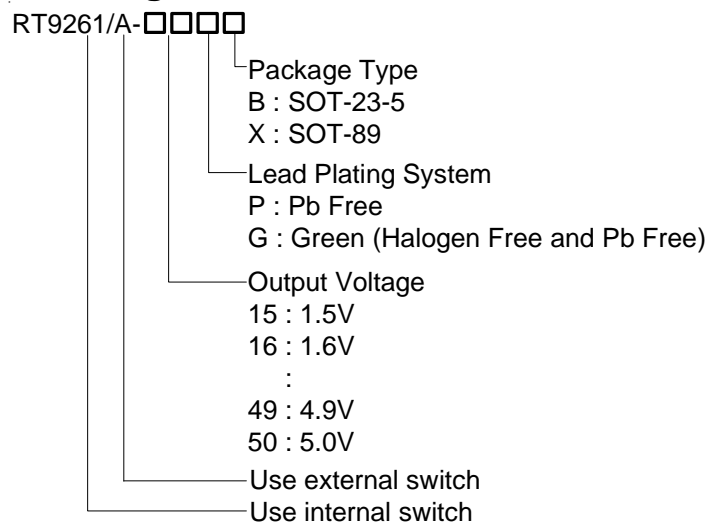 RT9261/A-□□□□
Package Type
B : SOT-23-5
X : SOT-89
Lead Plating System
P : Pb Free
G : Green (Halogen Free and Pb Free)
Output Voltage
15 : 1.5V
16 : 1.6V
:
49 : 4.9V
50 : 5.0V
Use external switch
Use internal switch